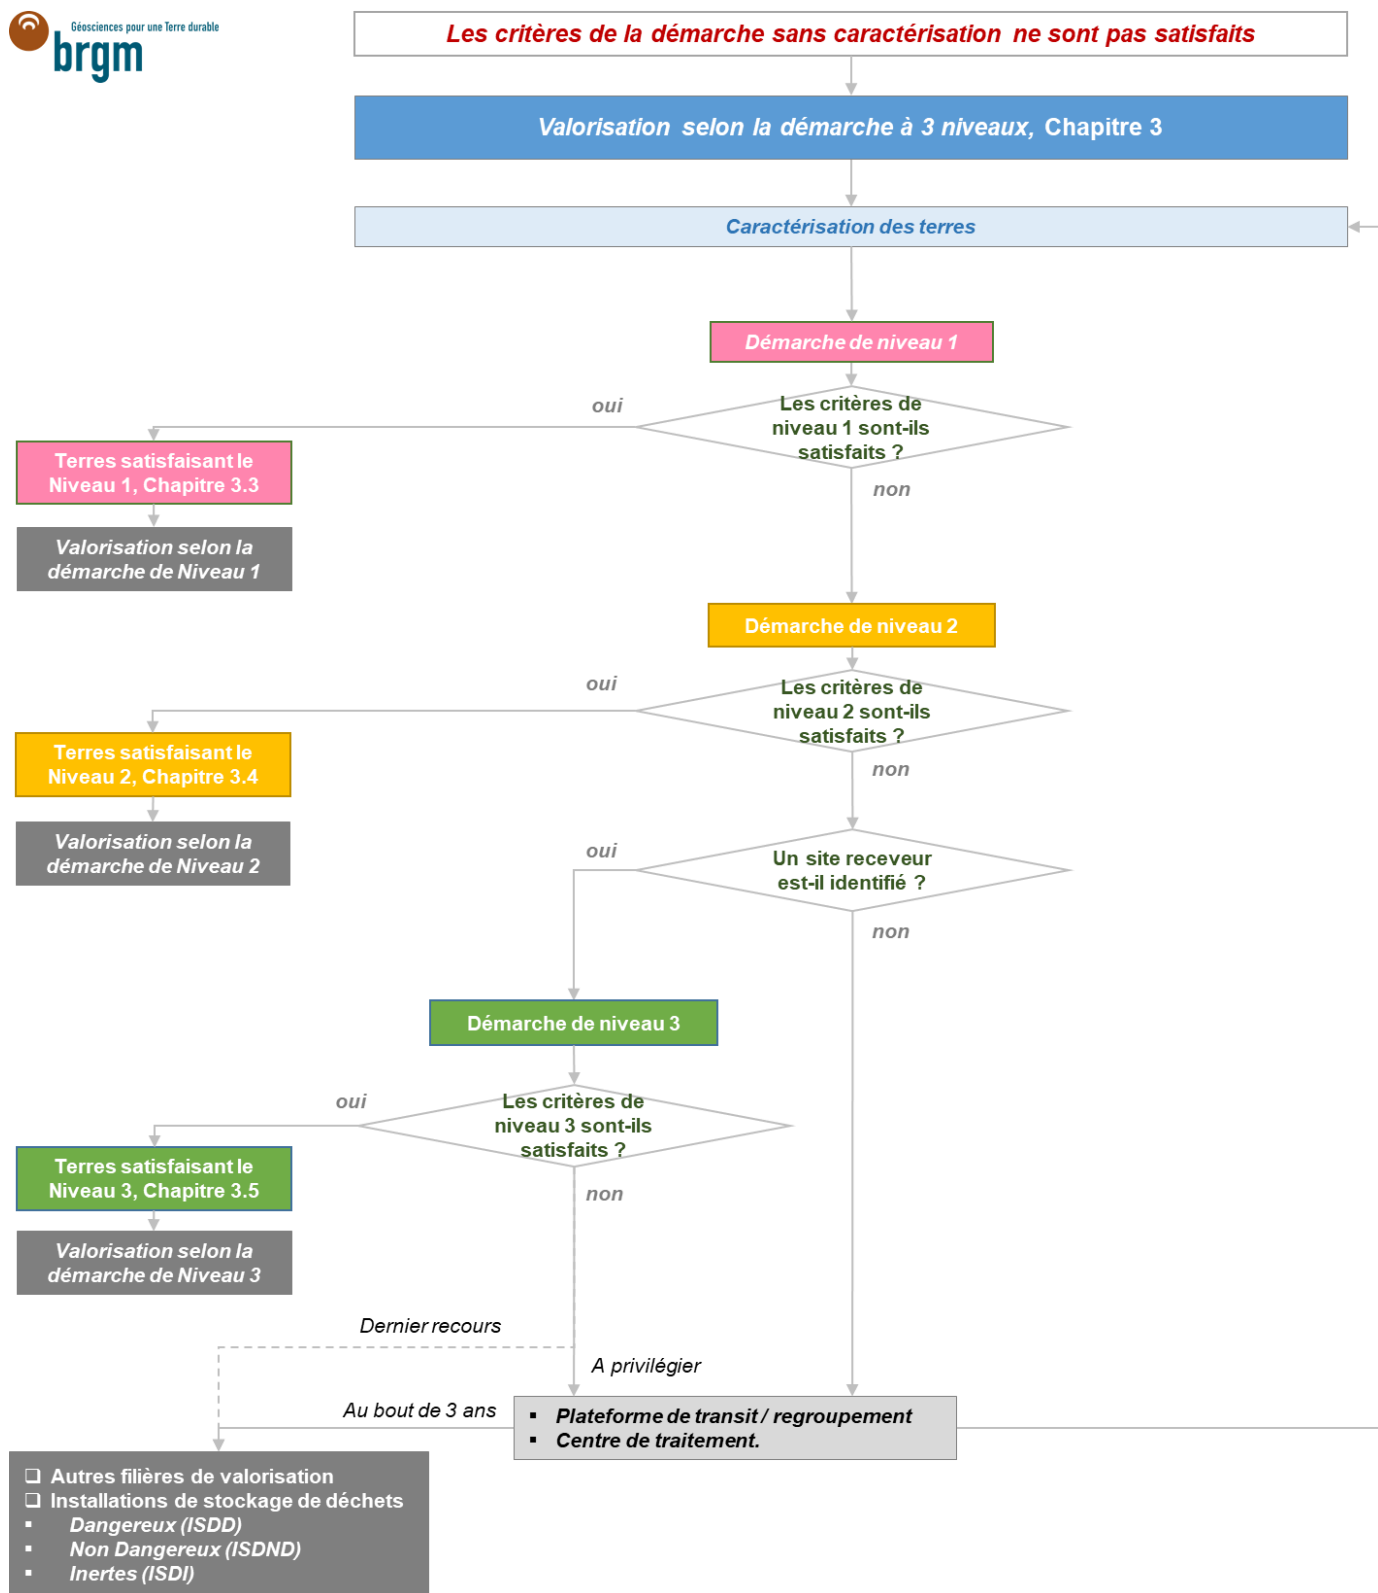 Géosciences pour une Terre durable
brgm
Les critères de la démarche sans caractérisation ne sont pas satisfaits
Valorisation selon la démarche à 3 niveaux, Chapitre 3
Caractérisation des terres
Démarche de niveau 1
oui
Les critères de
niveau 1 sont-ils
satisfaits ?
Terres satisfaisant le
Niveau 1, Chapitre 3.3
non
Valorisation selon la
démarche de Niveau 1
Démarche de niveau 2
oui
Les critères de
niveau 2 sont-ils
satisfaits ?
Terres satisfaisant le
Niveau 2, Chapitre 3.4
non
Valorisation selon la
démarche de Niveau 2
oui
Un site receveur
est-il identifié ?
non
Démarche de niveau 3
oui
Les critères de
niveau 3 sont-ils
satisfaits ?
Terres satisfaisant le
Niveau 3, Chapitre 3.5
non
Valorisation selon la
démarche de Niveau 3
Dernier recours
A privilégier
Au bout de 3 ans
▪ Plateforme de transit / regroupement
▪ Centre de traitement.
❑ Autres filières de valorisation
❑ Installations de stockage de déchets
▪ Dangereux (ISDD)
▪ Non Dangereux (ISDND)
▪ Inertes (ISDI)